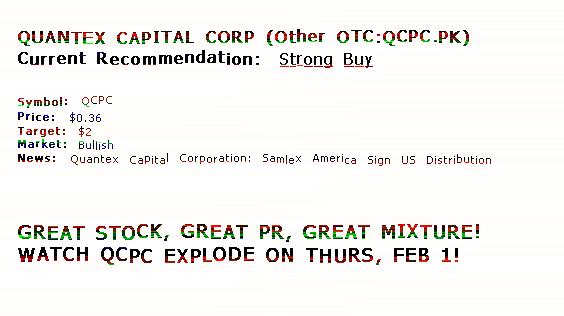 QUANTEX CAPITAL CORP (Other OTC:QCPC.PK)
Current Recommendation: Strong Buy
Symbol: QCPC
Price: $0.36
Target: $2
Market: Bullish
News: Quantex CaPital Corporation: Samlex America Sign US Distribution
GREAT STOCK, GREAT PR, GREAT MIXTURE!
WATCH QCPC EXPLODE ON THURS, FEB 1!